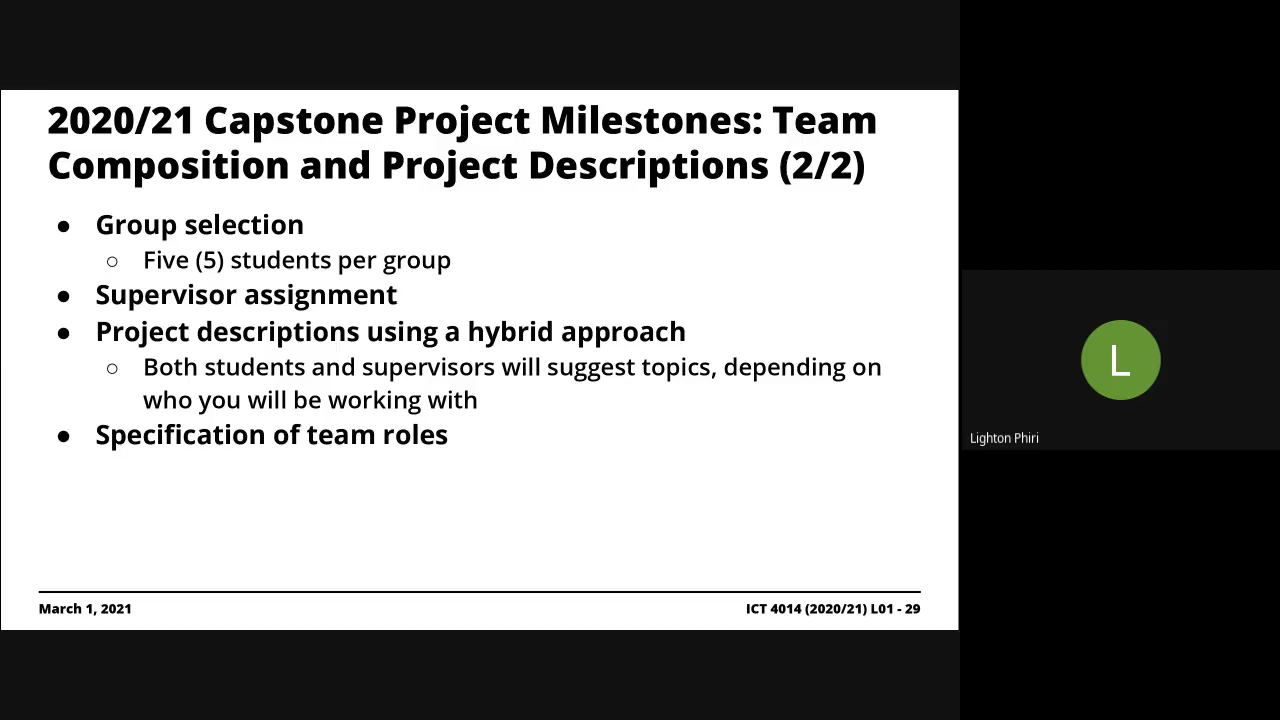 2020/21 Capstone Project Milestones: Team
Composition and Project Descriptions (2/2)
● Group selection
○ Five (5) students per group
● Supervisor assignment
● Project descriptions using a hybrid approach
○ Both students and supervisors will suggest topics, depending on
who you will be working with
● Specification of team roles
March 1, 2021
ICT 4014 (2020/21) L01 - 29
L
Lighton Phiri